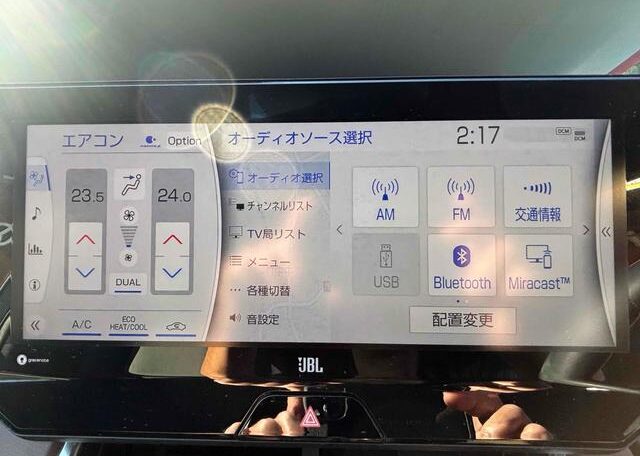 エアコン
Option
オーディオソース選択
2:17
DCM
DCM
23.5
24.0
DUAL
A/C
ECO
HEAT/COOL
オーディオ選択
チャンネルリスト
TV局リスト
メニュー
各種切替
音設定
AM
FM
交通情報
USB
Bluetooth
Miracast™
配置変更
gracenote
JBL